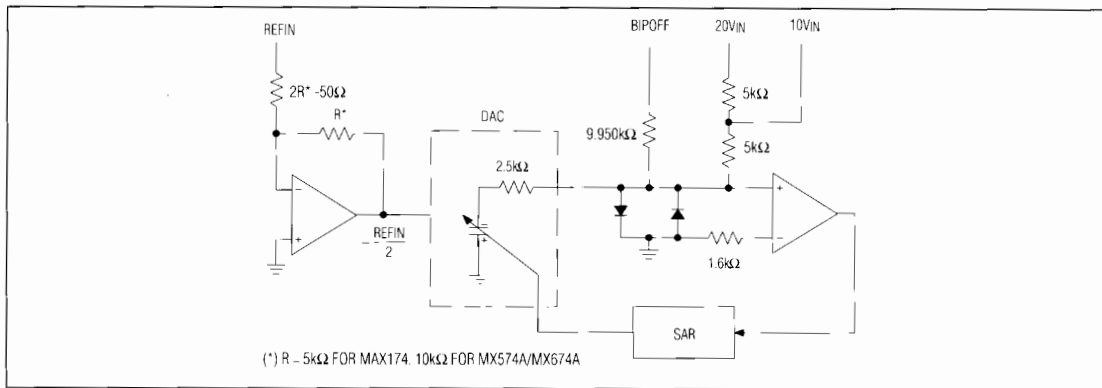 REFIN
BIPOFF
20VIN
10VIN
2R* -50Ω
R*
5kΩ
DAC
9.950kΩ
5kΩ
2.5kΩ
+
-
-
+
+
-
REFIN
2
1.6kΩ
SAR
(*) R – 5kΩ FOR MAX174. 10kΩ FOR MX574A/MX674A